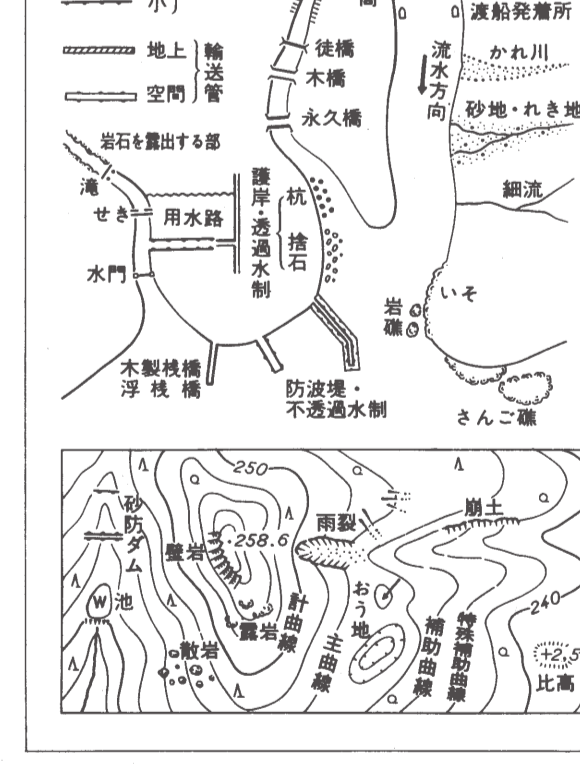 小
渡船発着所
地上
輸送管
空間
徒橋
木橋
永久橋
流水方向
かれ川
砂地・れき地
岩石を露出する部
滝
せき
用水路
水門
護岸・透過水制
杭
捨石
細流
いそ
岩礁
木製桟橋
浮桟橋
防波堤・
不透過水制
さんご礁
250
砂防ダム
壁岩
258.6
雨裂
崩土
W
池
露岩
散岩
計曲線
主曲線
おう地
補助曲線
特殊補助曲線
240
+2.5
比高